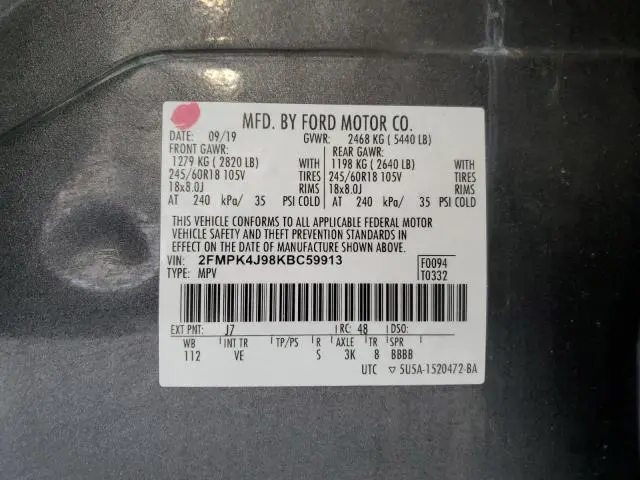 MFD. BY FORD MOTOR CO.
DATE: 09/19 GVWR: 2468 KG ( 5440 LB)
FRONT GAWR: REAR GAWR:
1279 KG ( 2820 LB) WITH 1198 KG ( 2640 LB) WITH
245/60R18 105V TIRES 245/60R18 105V TIRES
18x8.0J RIMS 18x8.0J RIMS
AT 240 kPa/ 35 PSI COLD AT 240 kPa/ 35 PSI COLD
THIS VEHICLE CONFORMS TO ALL APPLICABLE FEDERAL MOTOR
VEHICLE SAFETY AND THEFT PREVENTION STANDARDS IN
EFFECT ON THE DATE OF MANUFACTURE SHOWN ABOVE.
VIN: 2FMPK4J98KBC59913 F0094
TYPE: MPV T0332
EXT PNT: J7 RC: 48 DSO:
WB INT TR TP/PS R AXLE TR SPR
112 VE S 3K 8 BBBB
UTC ▽ 5U5A-1520472-BA